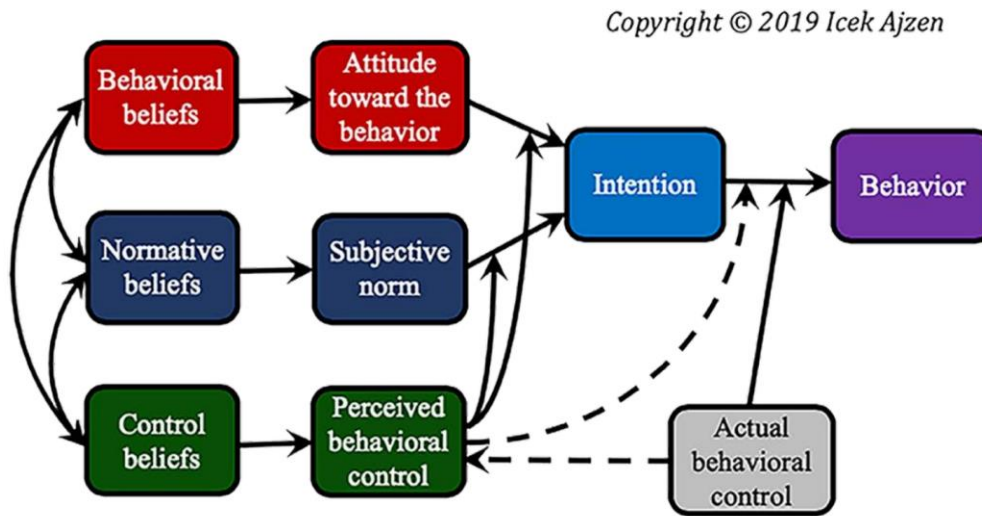 Copyright © 2019 Icek Ajzen
Behavioral
beliefs
Attitude
toward the
behavior
Intention
Behavior
Normative
beliefs
Subjective
norm
Control
beliefs
Perceived
behavioral
control
Actual
behavioral
control